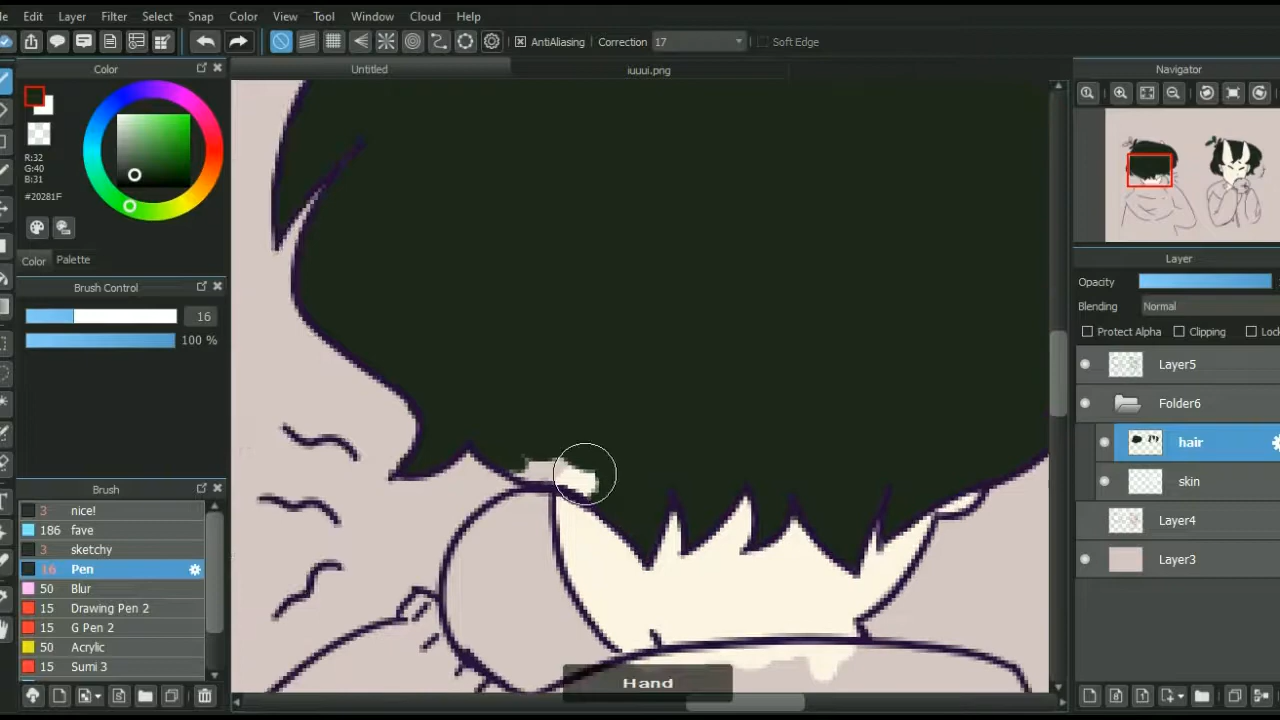 le Edit Layer Filter Select Snap Color View Tool Window Cloud Help
AntiAliasing Correction 17 Soft Edge
Color
Untitled
iuuui.png
Navigator
R:32
G:40
B:31
#20281F
Color Palette
Brush Control
16
100 %
Layer
Opacity
Blending Normal
Protect Alpha Clipping Loc
Layer5
Folder6
hair
skin
Layer4
Layer3
Brush
3 nice!
186 fave
3 sketchy
16 Pen
50 Blur
15 Drawing Pen 2
15 G Pen 2
50 Acrylic
15 Sumi 3
Hand